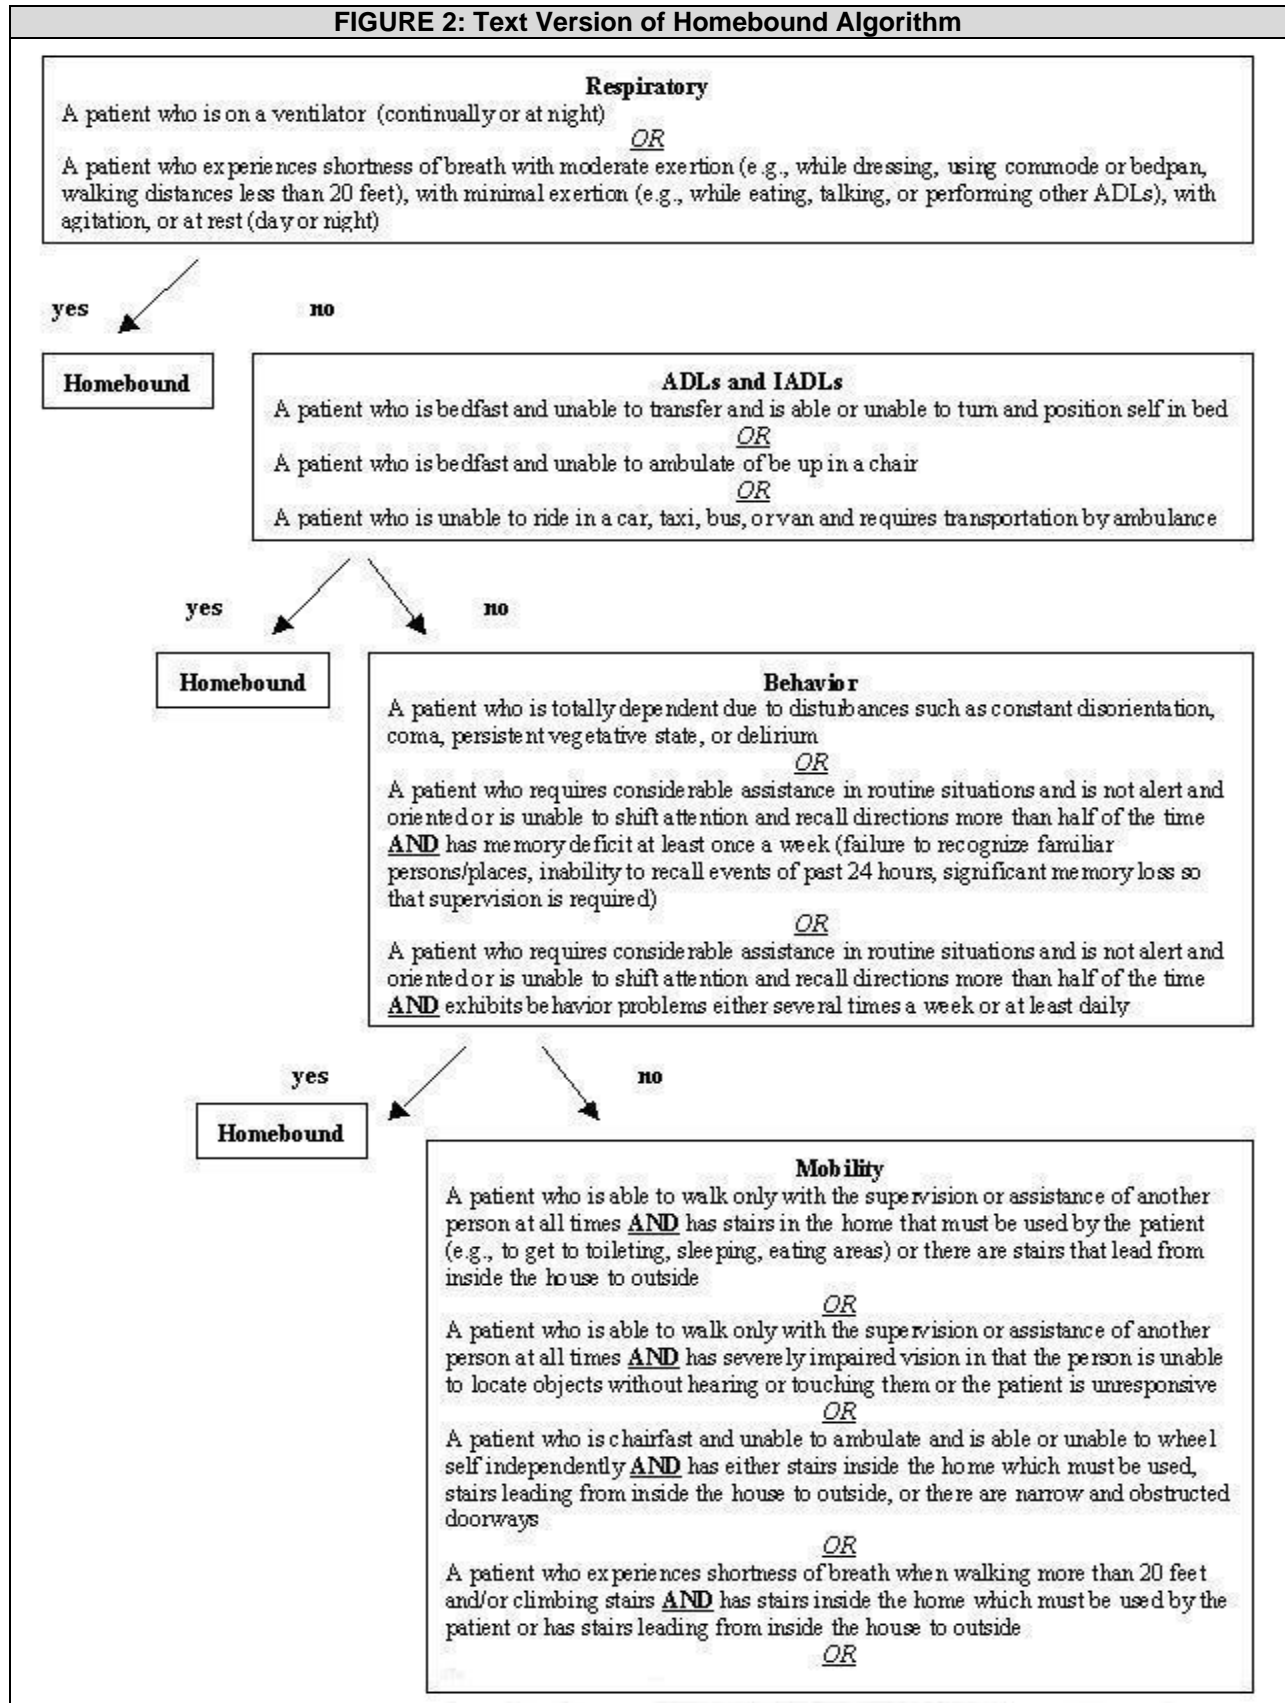 FIGURE 2: Text Version of Homebound Algorithm
Respiratory
A patient who is on a ventilator (continually or at night)
OR
A patient who experiences shortness of breath with moderate exertion (e.g., while dressing, using commode or bedpan,
walking distances less than 20 feet), with minimal exertion (e.g., while eating, talking, or performing other ADLs), with
agitation, or at rest (day or night)
yes
no
Homebound
ADLs and IADLs
A patient who is bedfast and unable to transfer and is able or unable to turn and position self in bed
OR
A patient who is bedfast and unable to ambulate of be up in a chair
OR
A patient who is unable to ride in a car, taxi, bus, or van and requires transportation by ambulance
yes
no
Homebound
Behavior
A patient who is totally dependent due to disturbances such as constant disorientation,
coma, persistent vegetative state, or delirium
OR
A patient who requires considerable assistance in routine situations and is not alert and
oriented or is unable to shift attention and recall directions more than half of the time
AND has memory deficit at least once a week (failure to recognize familiar
persons/places, inability to recall events of past 24 hours, significant memory loss so
that supervision is required)
OR
A patient who requires considerable assistance in routine situations and is not alert and
oriented or is unable to shift attention and recall directions more than half of the time
AND exhibits behavior problems either several times a week or at least daily
yes
no
Homebound
Mobility
A patient who is able to walk only with the supervision or assistance of another
person at all times AND has stairs in the home that must be used by the patient
(e.g., to get to toileting, sleeping, eating areas) or there are stairs that lead from
inside the house to outside
OR
A patient who is able to walk only with the supervision or assistance of another
person at all times AND has severely impaired vision in that the person is unable
to locate objects without hearing or touching them or the patient is unresponsive
OR
A patient who is chairfast and unable to ambulate and is able or unable to wheel
self independently AND has either stairs inside the home which must be used,
stairs leading from inside the house to outside, or there are narrow and obstructed
doorways
OR
A patient who experiences shortness of breath when walking more than 20 feet
and/or climbing stairs AND has stairs inside the home which must be used by the
patient or has stairs leading from inside the house to outside
OR